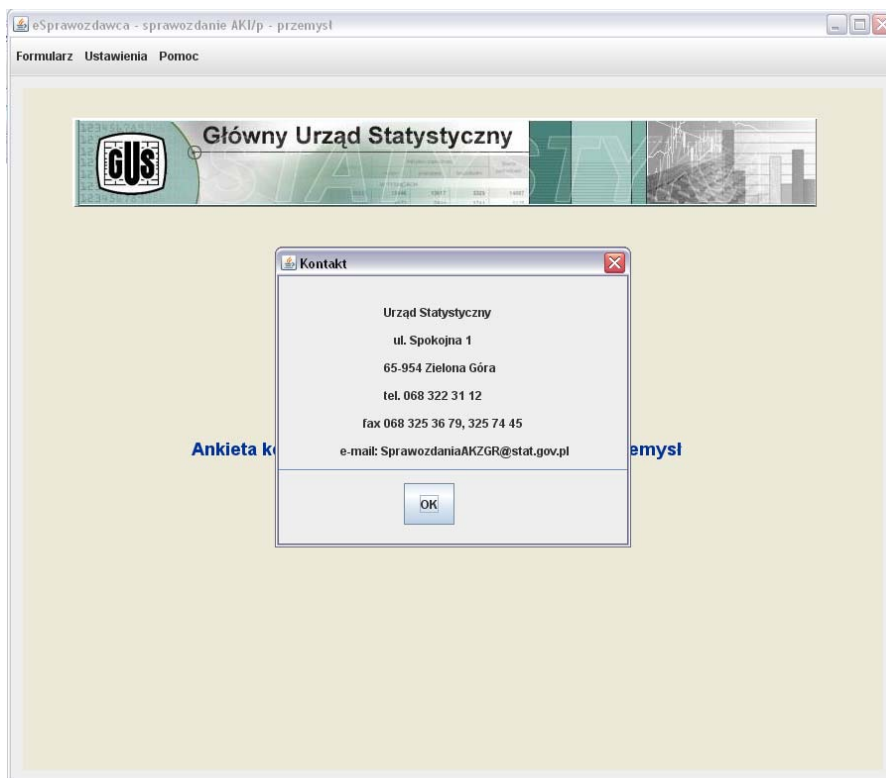 eSprawozdawca - sprawozdanie AKI/p - przemysł
Formularz Ustawienia Pomoc
GUS
Główny Urząd Statystyczny
Kontakt
Urząd Statystyczny
ul. Spokojna 1
65-954 Zielona Góra
tel. 068 322 31 12
fax 068 325 36 79, 325 74 45
Ankieta
e-mail: SprawozdaniaAKZGR@stat.gov.pl
OK